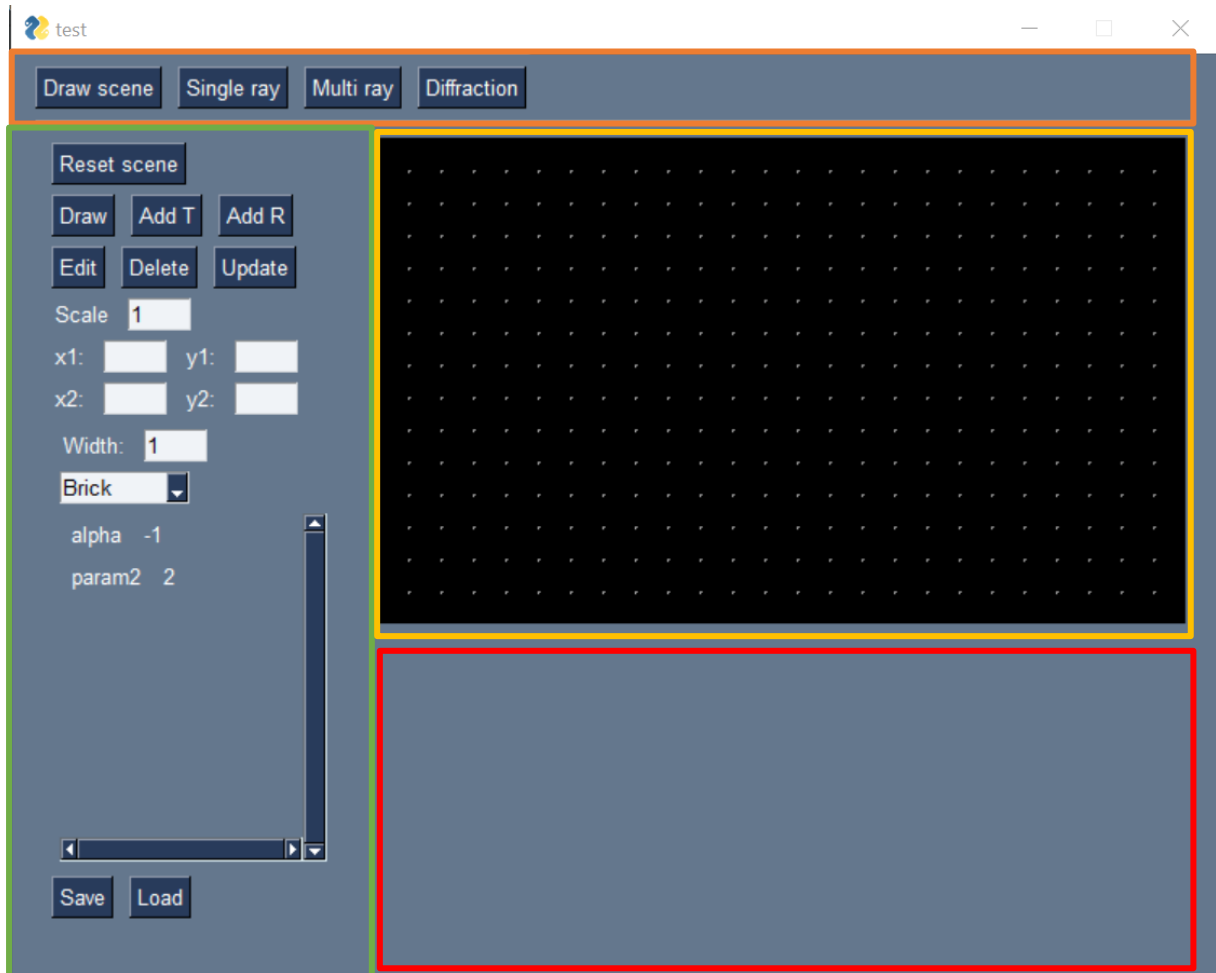 test
Draw scene Single ray Multi ray Diffraction
Reset scene
Draw Add T Add R
Edit Delete Update
Scale 1
x1: y1:
x2: y2:
Width: 1
Brick
alpha -1
param2 2
Save Load